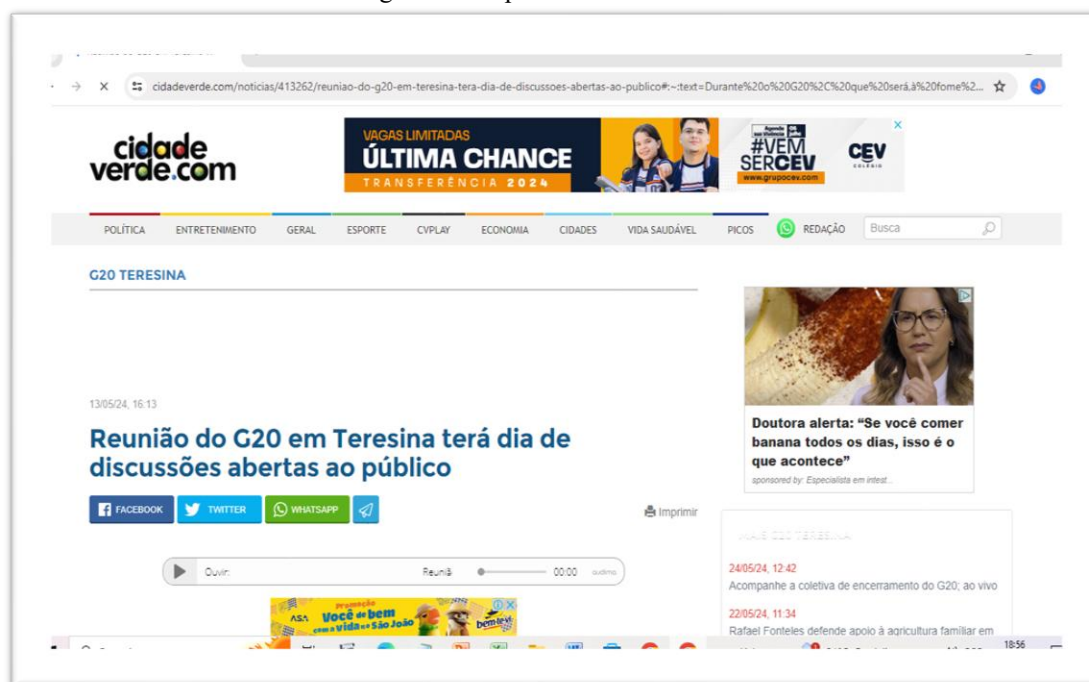 cidadeverde.com/noticias/413262/reuniao-do-g20-em-teresina-tera-dia-de-discussoes-abertas-ao-publico#:~:text=Durante%20o%20G20%2C%20que%20será,à%20fome%2...
cidade
verde.com
VAGAS LIMITADAS
ÚLTIMA CHANCE
TRANSFERÊNCIA 2024
#VEM
SERCEV
www.grupocev.com
CEV
COLÉGIO
POLÍTICA ENTRETENIMENTO GERAL ESPORTE CVPLAY ECONOMIA CIDADES VIDA SAUDÁVEL PICOS REDAÇÃO Busca
G20 TERESINA
13/05/24, 16:13
Reunião do G20 em Teresina terá dia de
discussões abertas ao público
FACEBOOK TWITTER WHATSAPP
Imprimir
Ouvir: Reuniã 00:00 audima
ASA
Promoção
Você de bem
com a Vida no São João
bem-te-vi
Doutora alerta: “Se você comer
banana todos os dias, isso é o
que acontece”
sponsored by: Especialista em intest...
MAIS G20 TERESINA
24/05/24, 12:42
Acompanhe a coletiva de encerramento do G20; ao vivo
22/05/24, 11:34
Rafael Fonteles defende apoio à agricultura familiar em
18:56